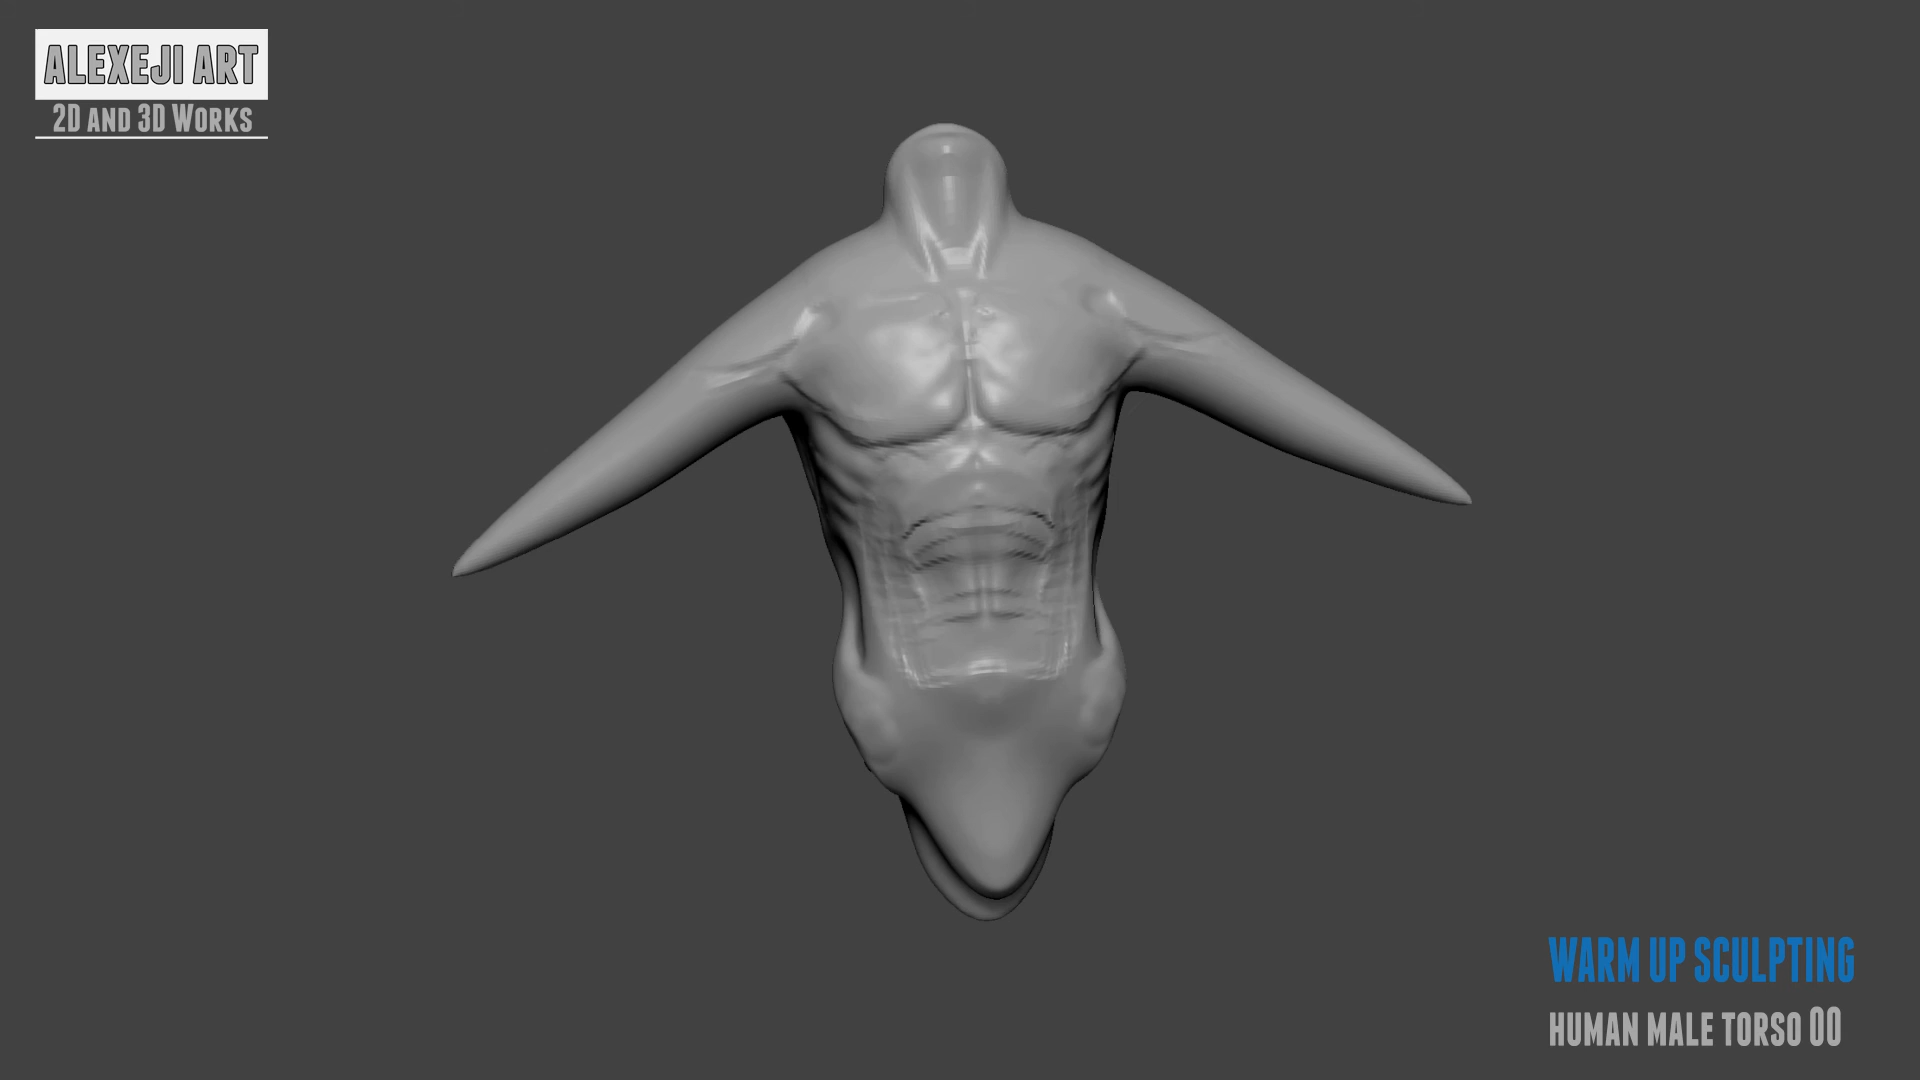 ALEXEJI ART
2D AND 3D WORKS
WARM UP SCULPTING
HUMAN MALE TORSO 00